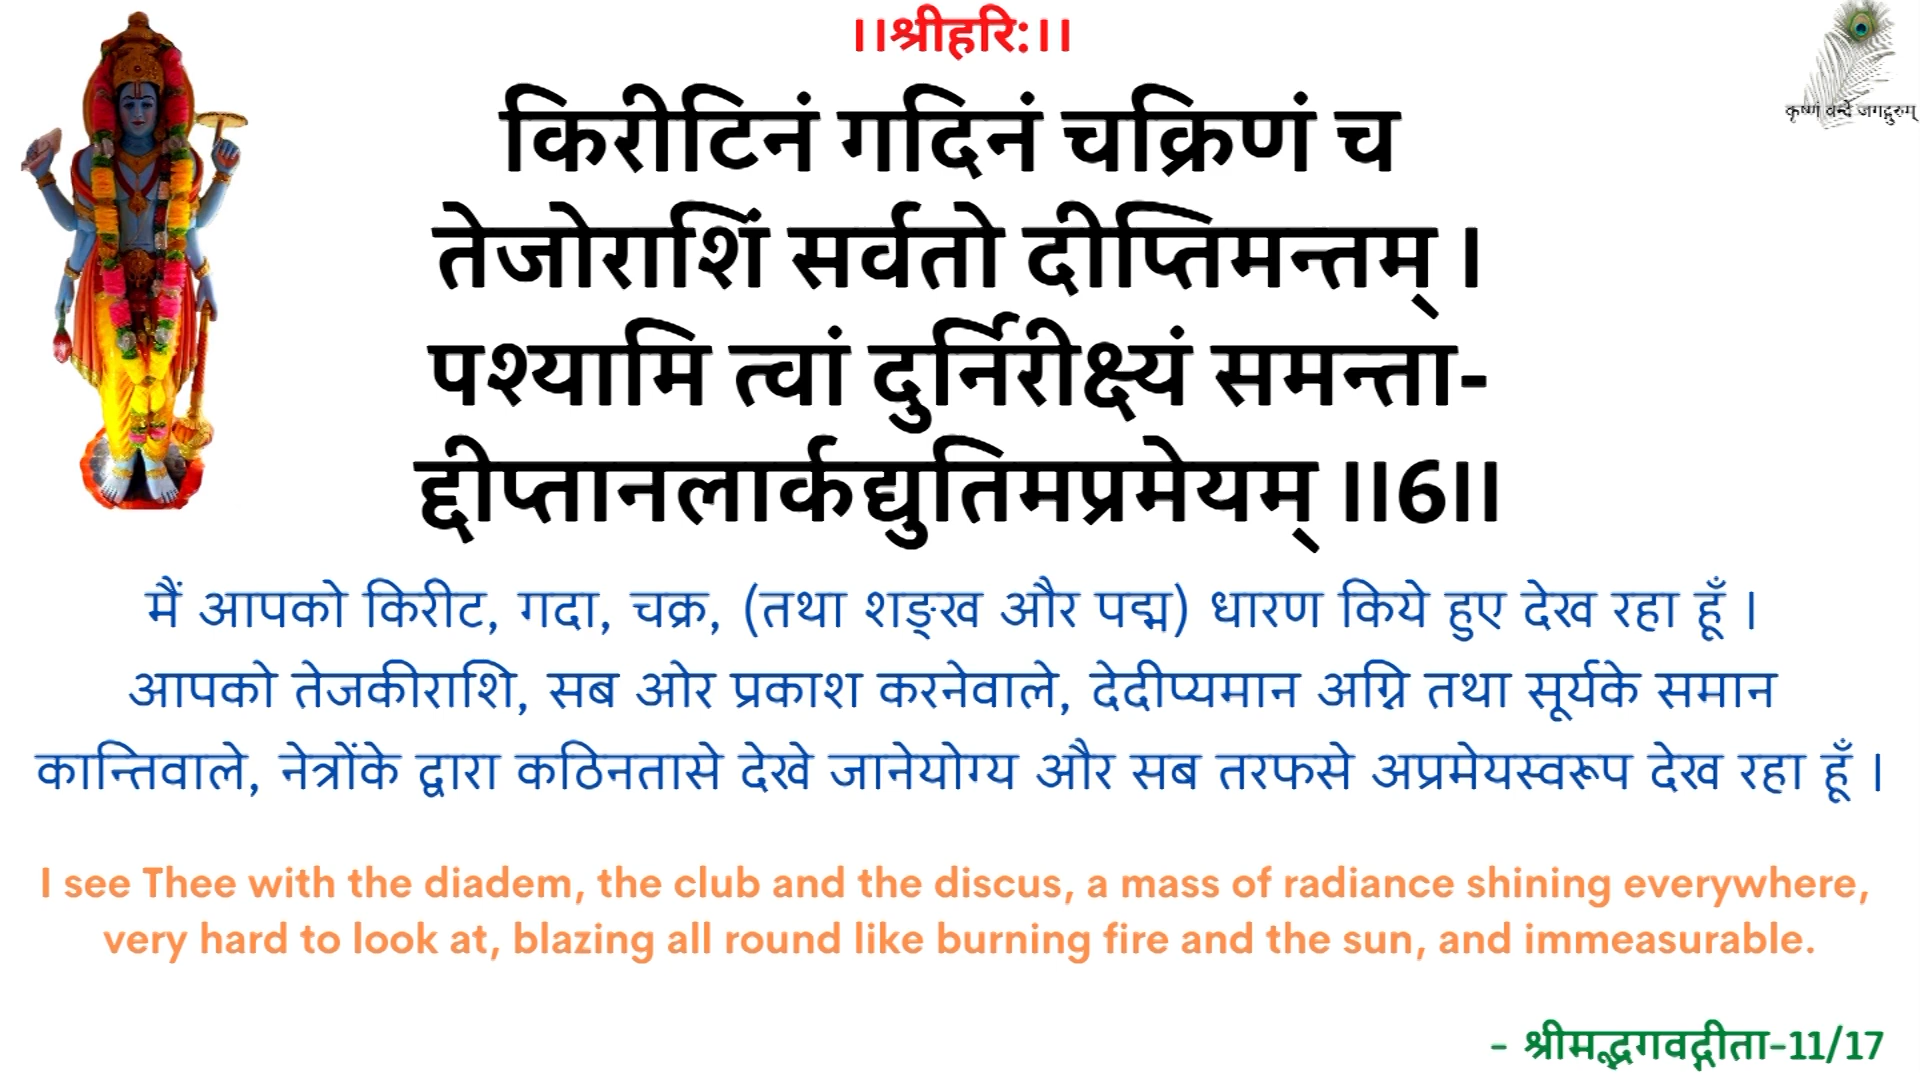 ।।श्रीहरि:।।
कृष्णं वन्दे जगद्गुरुम्
किरीटिनं गदिनं चक्रिणं च
तेजोराशिं सर्वतो दीप्तिमन्तम् ।
पश्यामि त्वां दुर्निरीक्ष्यं समन्ता-
द्दीप्तानलार्कद्युतिमप्रमेयम् ॥6॥
मैं आपको किरीट, गदा, चक्र, (तथा शङ्ख और पद्म) धारण किये हुए देख रहा हूँ ।
आपको तेजकीराशि, सब ओर प्रकाश करनेवाले, देदीप्यमान अग्नि तथा सूर्यके समान
कान्तिवाले, नेत्रोंके द्वारा कठिनतासे देखे जानेयोग्य और सब तरफसे अप्रमेयस्वरूप देख रहा हूँ ।
I see Thee with the diadem, the club and the discus, a mass of radiance shining everywhere,
very hard to look at, blazing all round like burning fire and the sun, and immeasurable.
- श्रीमद्भगवद्गीता-11/17